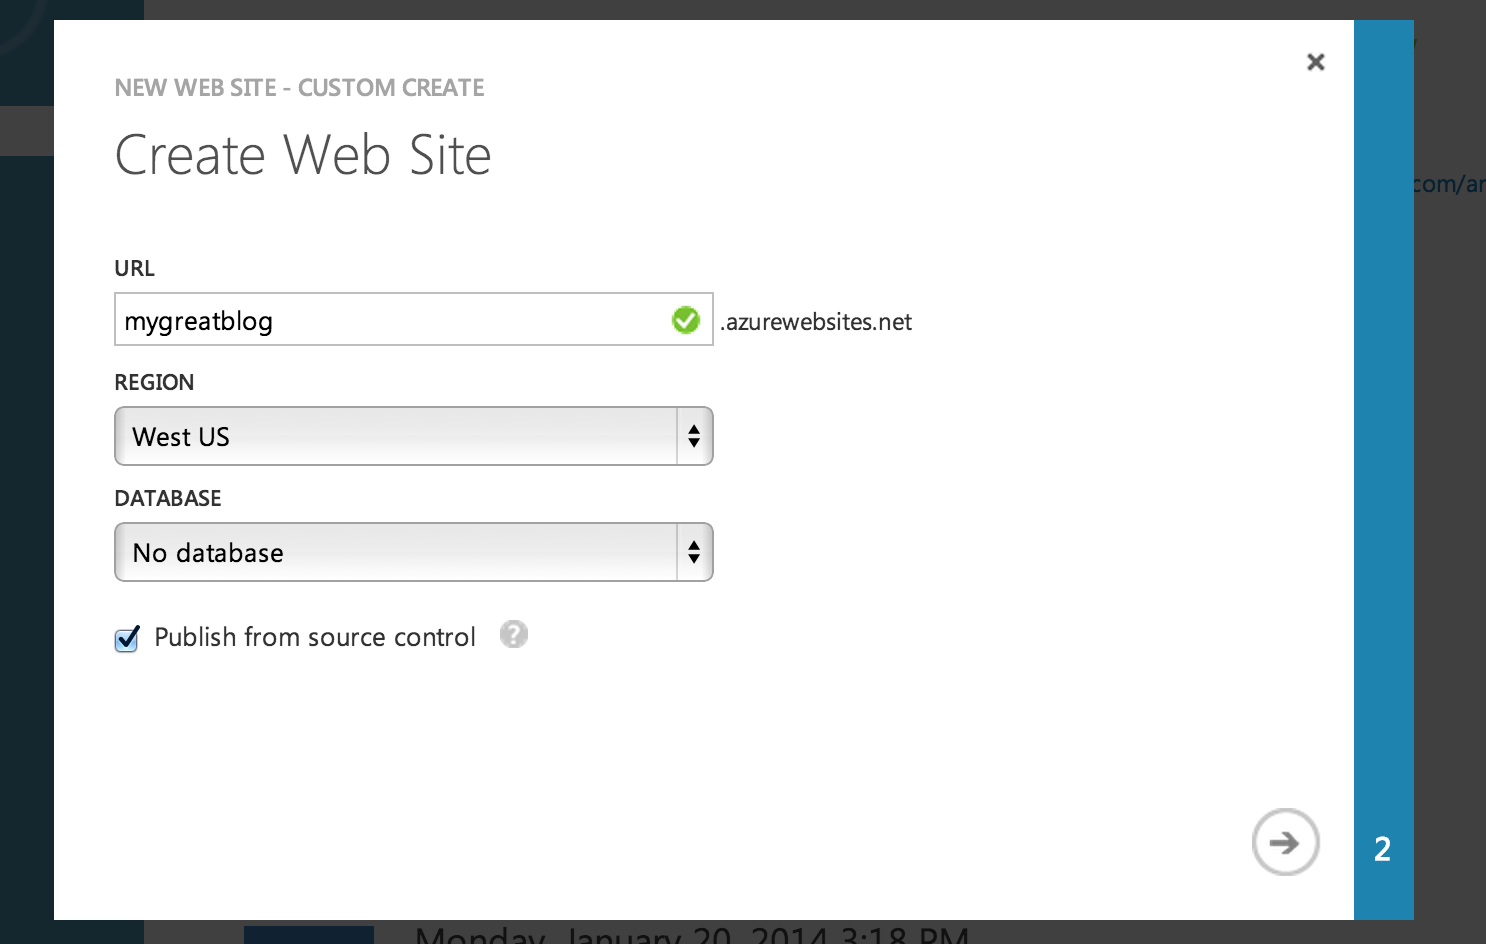 NEW WEB SITE - CUSTOM CREATE
Create Web Site
com/ar
URL
mygreatblog .azurewebsites.net
REGION
West US
DATABASE
No database
Publish from source control ?
2
Monday, January 20, 2014 3:18 PM